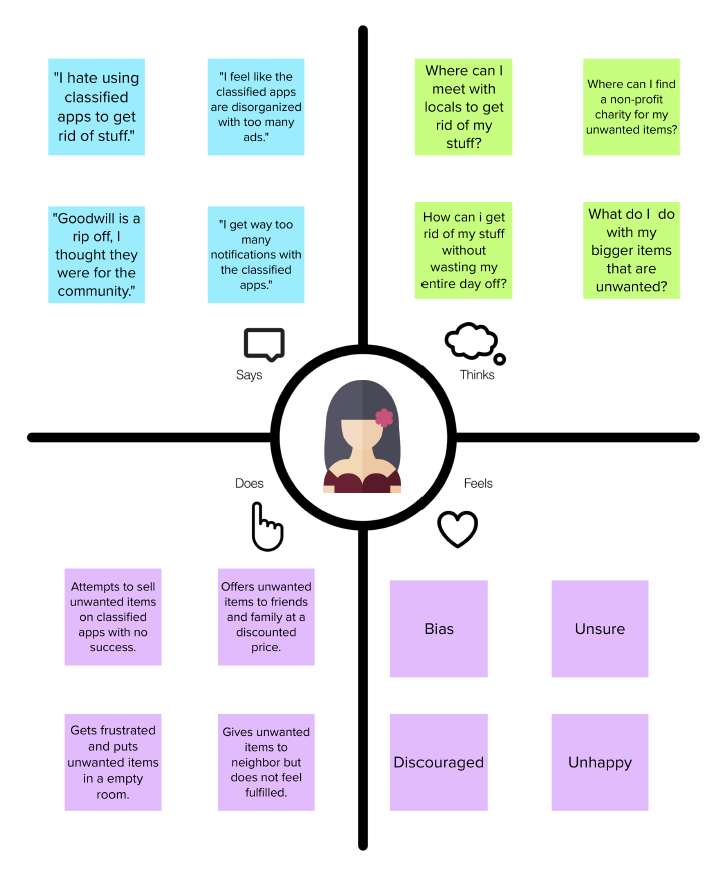 "I hate using
classified
apps to get
rid of stuff."
"I feel like the
classified apps
are disorganized
with too many
ads."
"Goodwill is a
rip off, I
thought they
were for the
community."
"I get way too
many
notifications with
the classified
apps."
Says
Where can I
meet with
locals to get
rid of my
stuff?
Where can I find
a non-profit
charity for my
unwanted items?
How can i get
rid of my stuff
without
wasting my
entire day off?
What do I do
with my
bigger items
that are
unwanted?
Thinks
Does
Attempts to sell
unwanted items
on classified
apps with no
success.
Offers unwanted
items to friends
and family at a
discounted
price.
Gets frustrated
and puts
unwanted items
in a empty
room.
Gives unwanted
items to
neighbor but
does not feel
fulfilled.
Feels
Bias
Unsure
Discouraged
Unhappy